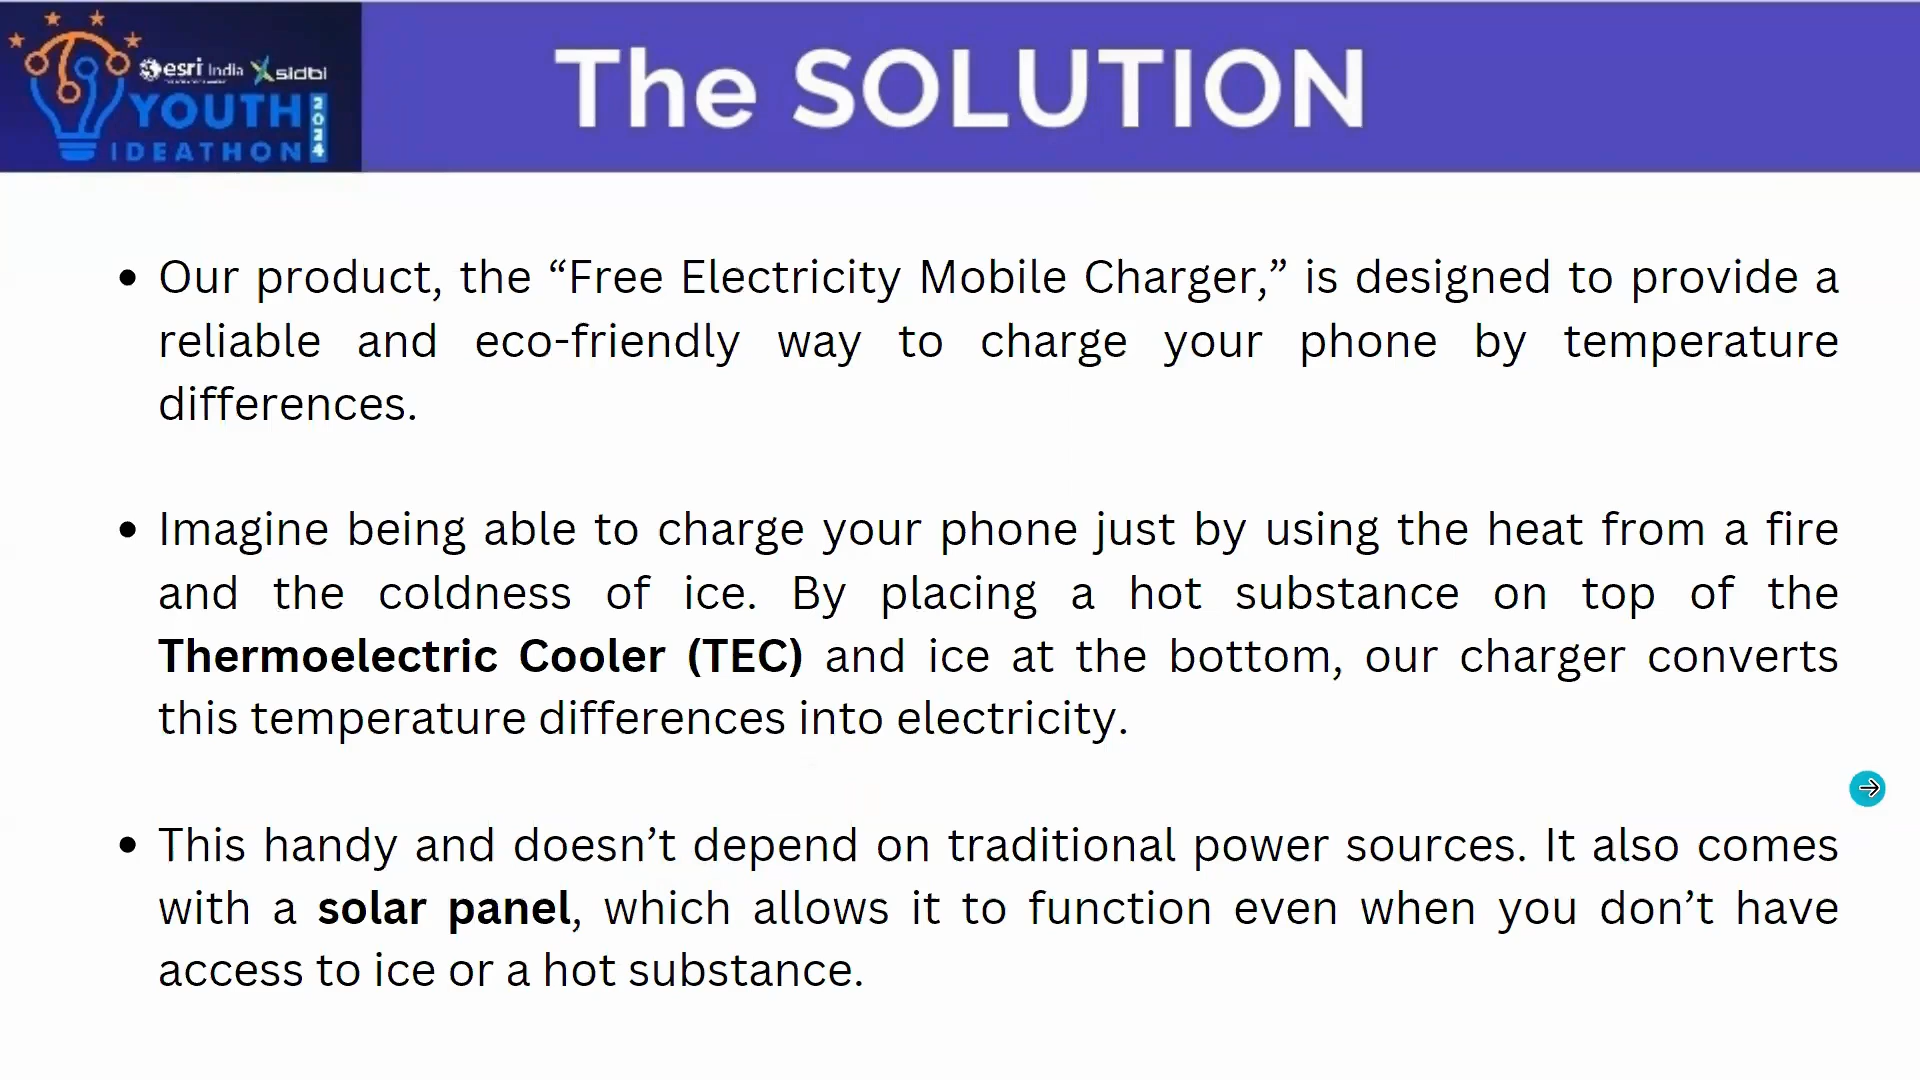 esri India sidbi
YOUTH 2024
IDEATHON
The SOLUTION
• Our product, the “Free Electricity Mobile Charger,” is designed to provide a
reliable and eco-friendly way to charge your phone by temperature
differences.
• Imagine being able to charge your phone just by using the heat from a fire
and the coldness of ice. By placing a hot substance on top of the
Thermoelectric Cooler (TEC) and ice at the bottom, our charger converts
this temperature differences into electricity.
• This handy and doesn’t depend on traditional power sources. It also comes
with a solar panel, which allows it to function even when you don’t have
access to ice or a hot substance.